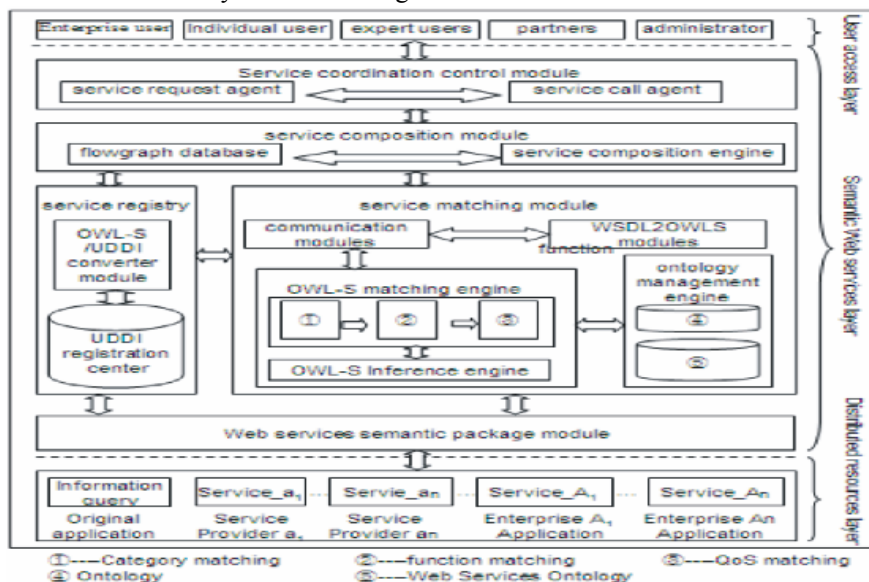 Enterprise user Individual user expert users partners administrator
User access layer
Service coordination control module
service request agent service call agent
service composition module
flowgraph database service composition engine
Semantic Web services layer
service registry service matching module
OWL-S
/UDDI
converter
module
communication
modules
WSDL2OWLS
function
modules
ontology
management
engine
OWL-S matching engine
① ② ③
④
⑤
UDDI
registration
center
OWL-S Inference engine
Web services semantic package module
Distributed resources layer
Information
query
Service_a1 ... Servie_an ... Service_A1 ... Service_An
Original
application
Service
Provider a1
Service
Provider an
Enterprise A1
Application
Enterprise An
Application
①----Category matching ②----function matching ③----QoS matching
④ Ontology ⑤---Web Services Ontology